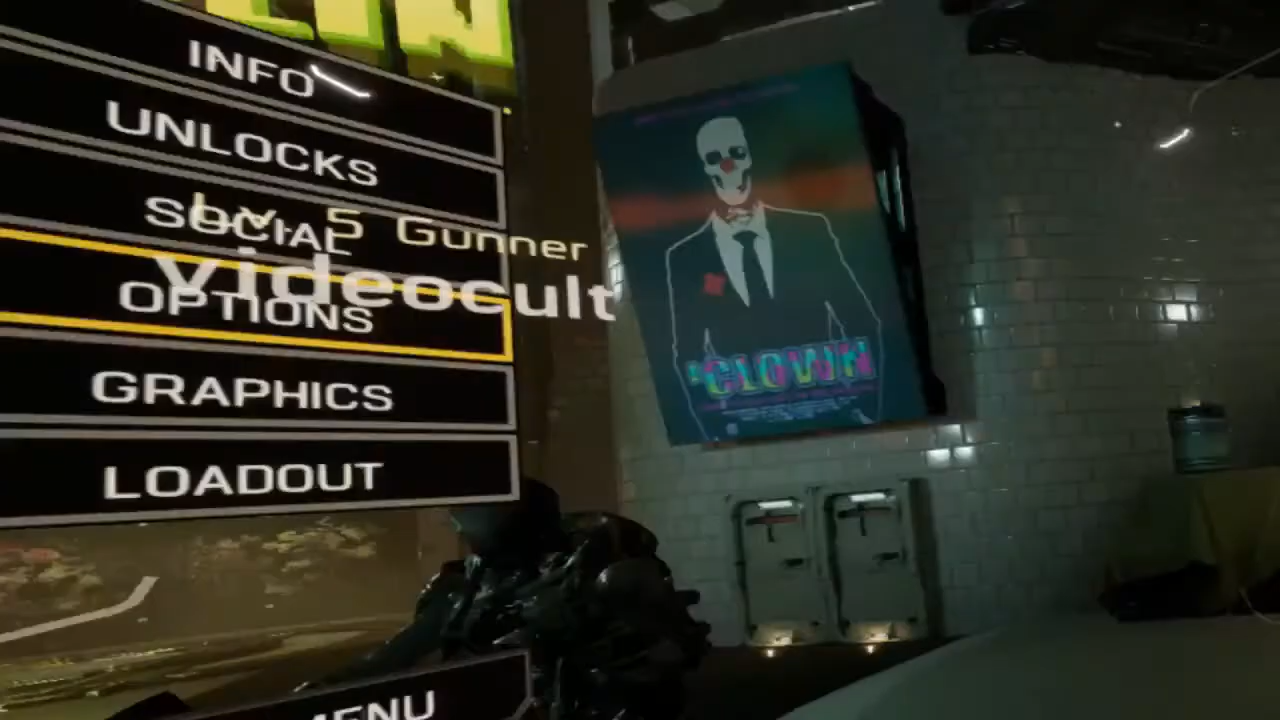 INFO
UNLOCKS
SOCIAL
Lv. 5 Gunner
videocult
OPTIONS
GRAPHICS
LOADOUT
MENU
CLOWN